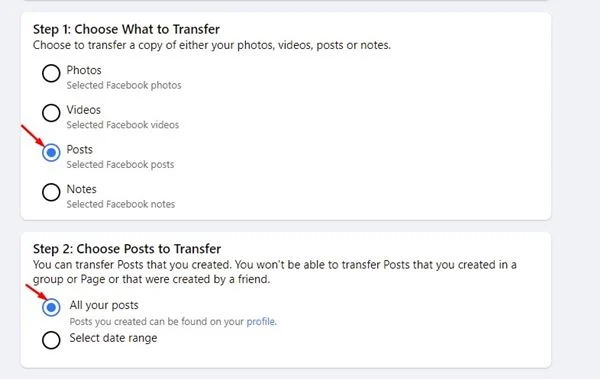 Step 1: Choose What to Transfer
Choose to transfer a copy of either your photos, videos, posts or notes.
Photos
Selected Facebook photos
Videos
Selected Facebook videos
Posts
Selected Facebook posts
Notes
Selected Facebook notes
Step 2: Choose Posts to Transfer
You can transfer Posts that you created. You won't be able to transfer Posts that you created in a
group or Page or that were created by a friend.
All your posts
Posts you created can be found on your profile.
Select date range